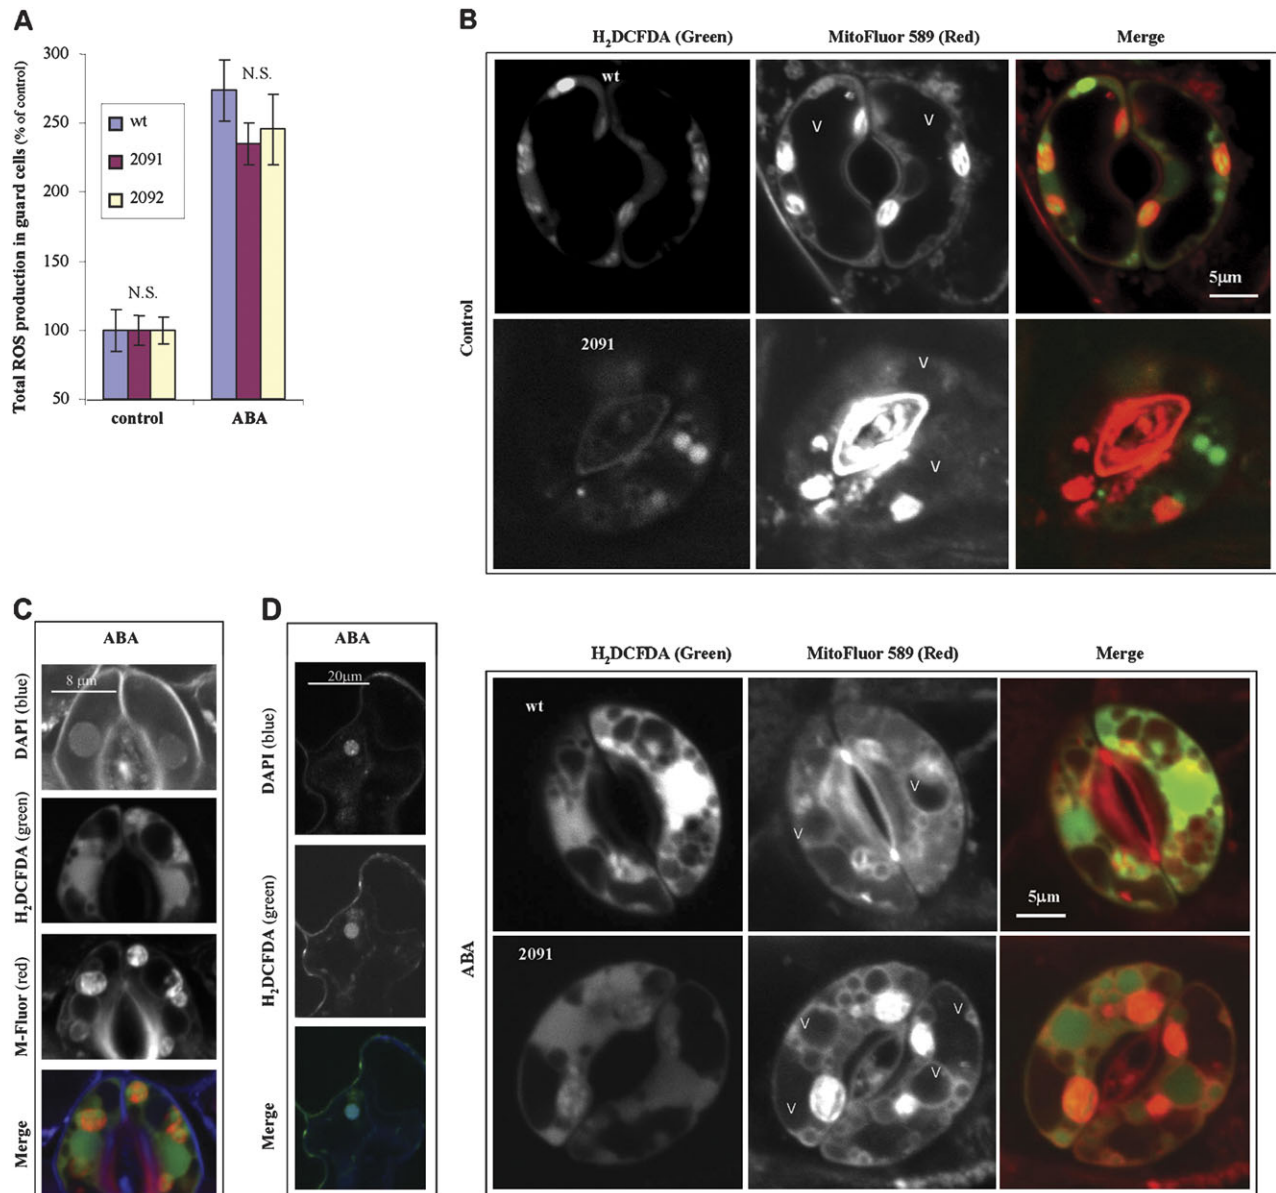 A
300
250
200
150
100
50
Total ROS production in guard cells (% of control)
N.S.
N.S.
wt
2091
2092
control
ABA
B
H₂DCFDA (Green)
MitoFluor 589 (Red)
Merge
Control
wt
V
V
5μm
2091
V
V
C
ABA
DAPI (blue)
8 μm
H₂DCFDA (green)
M-Fluor (red)
Merge
D
ABA
DAPI (blue)
20μm
H₂DCFDA (green)
Merge
H₂DCFDA (Green)
MitoFluor 589 (Red)
Merge
ABA
wt
V
V
5μm
2091
V
V
V
V